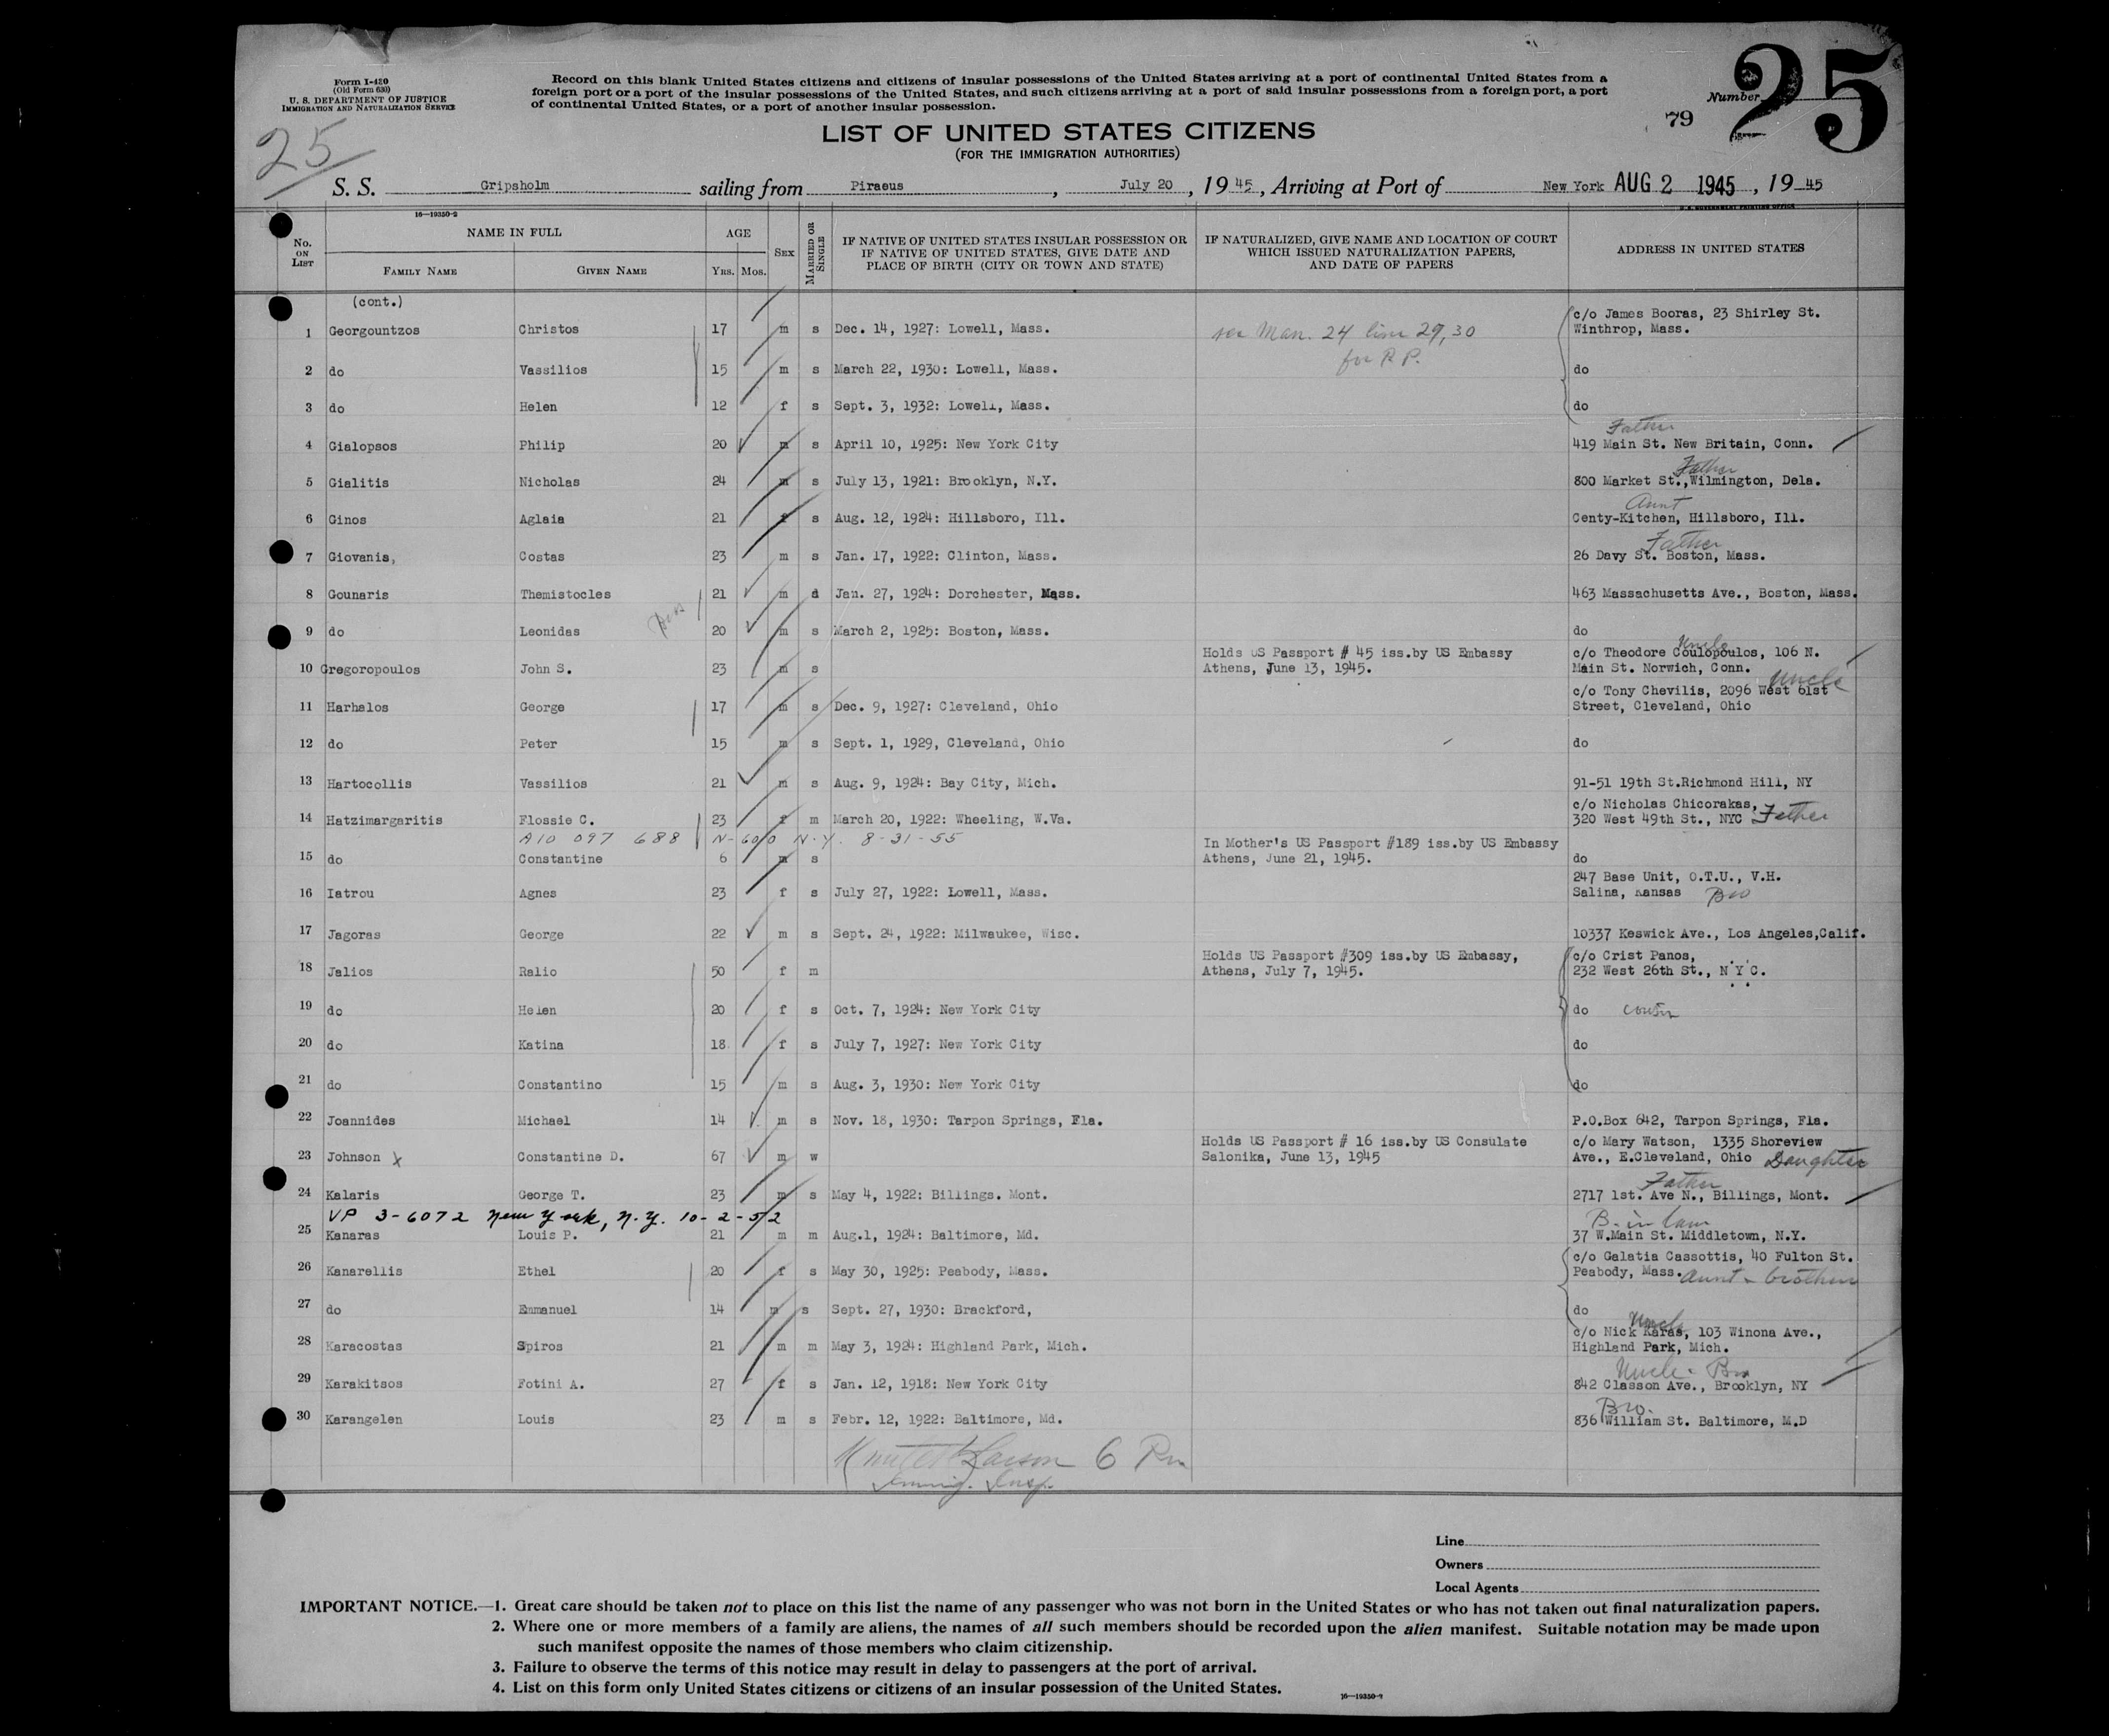 Form I-430
(Old Form 630)
U. S. DEPARTMENT OF JUSTICE
IMMIGRATION AND NATURALIZATION SERVICE
Record on this blank United States citizens and citizens of insular possessions of the United States arriving at a port of continental United States from a
foreign port or a port of the insular possessions of the United States, and such citizens arriving at a port of said insular possessions from a foreign port, a port
of continental United States, or a port of another insular possession.
Number 25
79
25
LIST OF UNITED STATES CITIZENS
(FOR THE IMMIGRATION AUTHORITIES)
S. S. Gripsholm sailing from Piraeus, July 20, 1945, Arriving at Port of New York AUG 2 1945, 1945
16—19350-2
U. S. GOVERNMENT PRINTING OFFICE
No. ON LIST NAME IN FULL FAMILY NAME GIVEN NAME AGE YRS. MOS. SEX MARRIED OR SINGLE IF NATIVE OF UNITED STATES INSULAR POSSESSION OR IF NATIVE OF UNITED STATES, GIVE DATE AND PLACE OF BIRTH (CITY OR TOWN AND STATE) IF NATURALIZED, GIVE NAME AND LOCATION OF COURT WHICH ISSUED NATURALIZATION PAPERS, AND DATE OF PAPERS ADDRESS IN UNITED STATES
(cont.)
1 Georgountzos Christos 17 m s Dec. 14, 1927: Lowell, Mass. see Man. 24 line 29, 30 for R.P. c/o James Booras, 23 Shirley St. Winthrop, Mass.
2 do Vassilios 15 m s March 22, 1930: Lowell, Mass. do
3 do Helen 12 f s Sept. 3, 1932: Lowell, Mass. do
4 Gialopsos Philip 20 m s April 10, 1925: New York City Father 419 Main St. New Britain, Conn.
5 Gialitis Nicholas 24 m s July 13, 1921: Brooklyn, N.Y. Father 800 Market St.,Wilmington, Dela.
6 Ginos Aglaia 21 f s Aug. 12, 1924: Hillsboro, Ill. Aunt Centy-Kitchen, Hillsboro, Ill.
7 Giovanis, Costas 23 m s Jan. 17, 1922: Clinton, Mass. Father 26 Davy St. Boston, Mass.
8 Gounaris Themistocles 21 m d Jan. 27, 1924: Dorchester, Mass. 463 Massachusetts Ave., Boston, Mass.
9 do Leonidas 20 m s March 2, 1925: Boston, Mass. do
10 Gregoropoulos John S. 23 m s Holds US Passport # 45 iss.by US Embassy Athens, June 13, 1945. Uncle c/o Theodore Coulopoulos, 106 N. Main St. Norwich, Conn.
11 Harhalos George 17 m s Dec. 9, 1927: Cleveland, Ohio Uncle c/o Tony Chevilis, 2096 West 61st Street, Cleveland, Ohio
12 do Peter 15 m s Sept. 1, 1929, Cleveland, Ohio do
13 Hartocollis Vassilios 21 m s Aug. 9, 1924: Bay City, Mich. 91-51 19th St.Richmond Hill, NY
14 Hatzimargaritis Flossie C. 23 f m March 20, 1922: Wheeling, W.Va. c/o Nicholas Chicorakas, 320 West 49th St., NYC Father
A10 097 688 N-600 N.Y. 8-31-55
15 do Constantine 6 m s In Mother's US Passport #189 iss.by US Embassy Athens, June 21, 1945. do
16 Iatrou Agnes 23 f s July 27, 1922: Lowell, Mass. 247 Base Unit, O.T.U., V.H. Salina, Kansas Bro
17 Jagoras George 22 m s Sept. 24, 1922: Milwaukee, Wisc. 10337 Keswick Ave., Los Angeles,Calif.
18 Jalios Ralio 50 f m Holds US Passport #309 iss.by US Embassy, Athens, July 7, 1945. c/o Crist Panos, 232 West 26th St., N Y C.
19 do Helen 20 f s Oct. 7, 1924: New York City do cousin
20 do Katina 18 f s July 7, 1927: New York City do
21 do Constantino 15 m s Aug. 3, 1930: New York City do
22 Joannides Michael 14 m s Nov. 18, 1930: Tarpon Springs, Fla. P.O.Box 642, Tarpon Springs, Fla.
23 Johnson X Constantine D. 67 m w Holds US Passport # 16 iss.by US Consulate Salonika, June 13, 1945 c/o Mary Watson, 1335 Shoreview Ave., E.Cleveland, Ohio Daughter
24 Kalaris George T. 23 m s May 4, 1922: Billings. Mont. Father 2717 1st. Ave N., Billings, Mont.
VP 3-6072 New York, N.Y. 10-2-52
25 Kanaras Louis P. 21 m m Aug.1, 1924: Baltimore, Md. B. in law 37 W.Main St. Middletown, N.Y.
26 Kanarellis Ethel 20 f s May 30, 1925: Peabody, Mass. c/o Galatia Cassottis, 40 Fulton St. Peabody, Mass. Aunt - brother
27 do Emmanuel 14 m s Sept. 27, 1930: Brackford, do
28 Karacostas Spiros 21 m m May 3, 1924: Highland Park, Mich. Uncle c/o Nick Karas, 103 Winona Ave., Highland Park, Mich.
29 Karakitsos Fotini A. 27 f s Jan. 12, 1918: New York City Uncle - Bro 842 Classon Ave., Brooklyn, NY
30 Karangelen Louis 23 m s Febr. 12, 1922: Baltimore, Md. Bro. 836 William St. Baltimore, M.D
Larson 6 Pm
Immig. Insp.
Line
Owners
Local Agents
IMPORTANT NOTICE.—1. Great care should be taken not to place on this list the name of any passenger who was not born in the United States or who has not taken out final naturalization papers.
2. Where one or more members of a family are aliens, the names of all such members should be recorded upon the alien manifest. Suitable notation may be made upon
such manifest opposite the names of those members who claim citizenship.
3. Failure to observe the terms of this notice may result in delay to passengers at the port of arrival.
4. List on this form only United States citizens or citizens of an insular possession of the United States.
16—19350-2